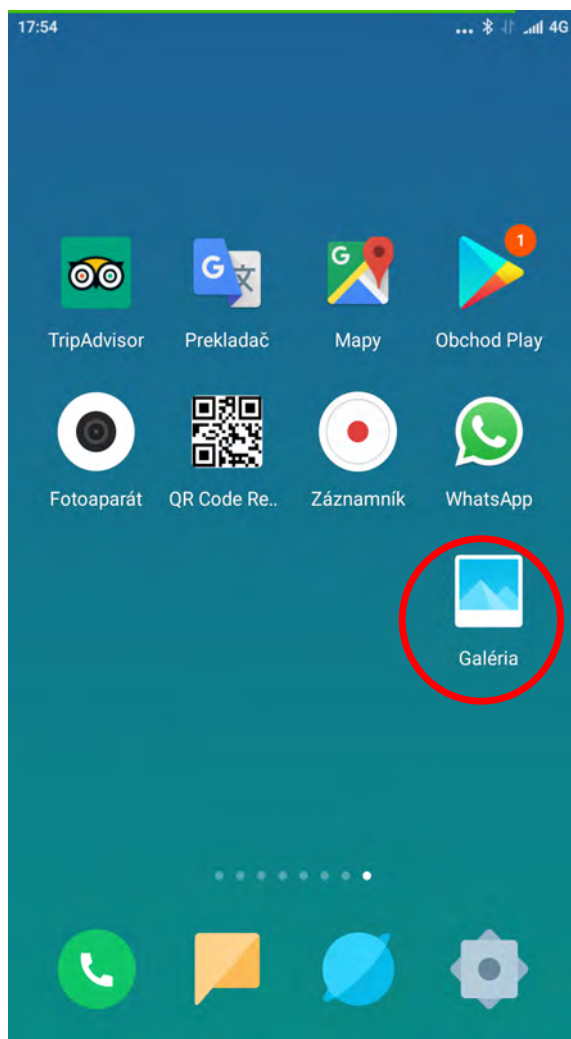 17:54 ... 4G
1
TripAdvisor Prekladač Mapy Obchod Play
Fotoaparát QR Code Re.. Záznamník WhatsApp
Galéria